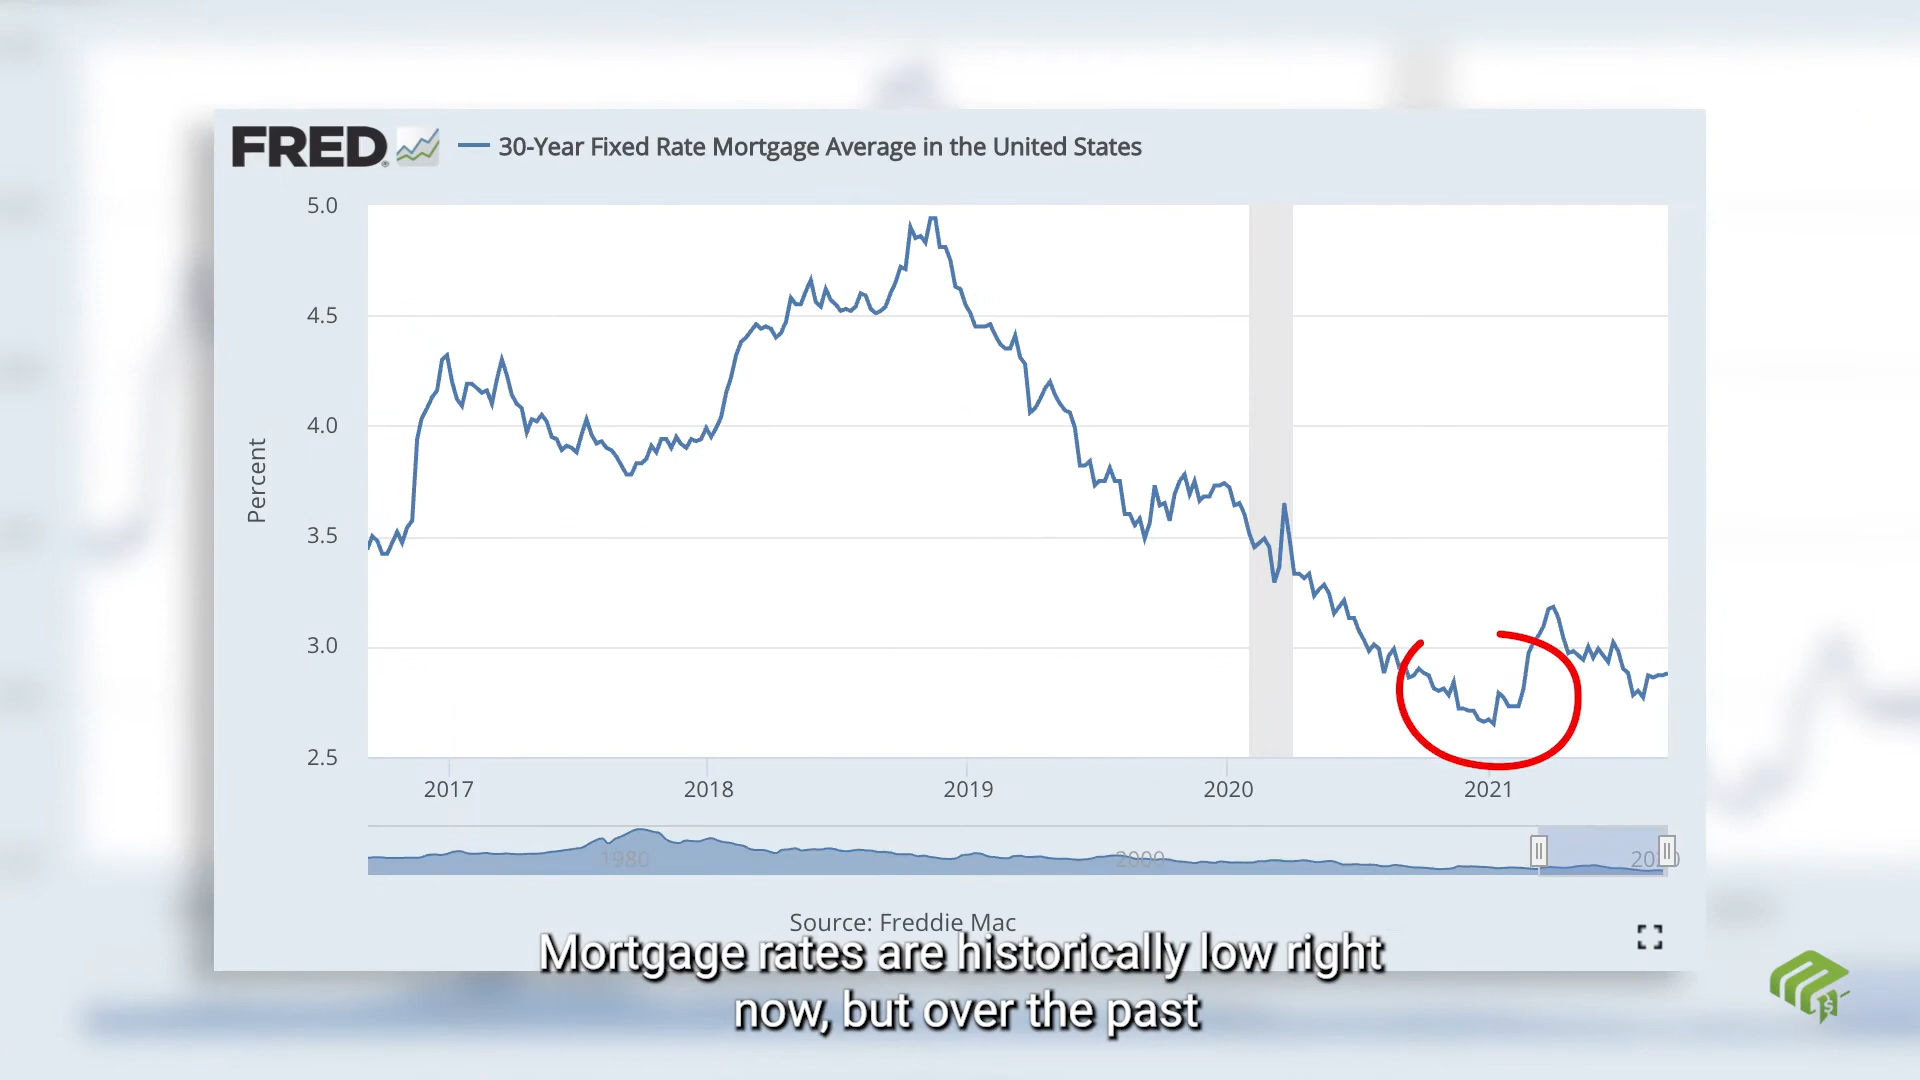 FRED
30-Year Fixed Rate Mortgage Average in the United States
5.0
4.5
4.0
3.5
3.0
2.5
Percent
2017
2018
2019
2020
2021
1980
2000
Source: Freddie Mac
Mortgage rates are historically low right
now, but over the past